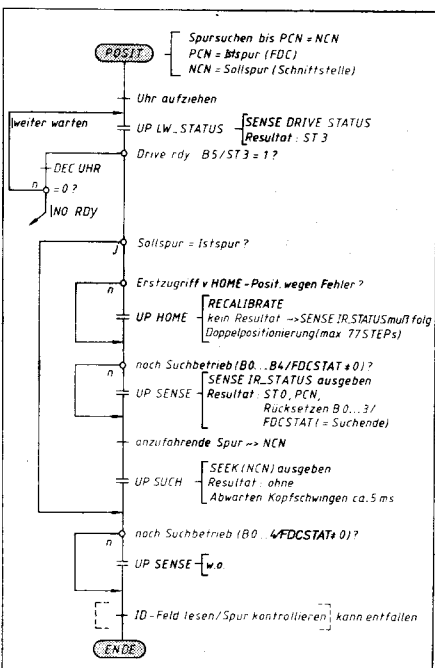 POSIT
Spursuchen bis PCN = NCN
PCN = Istspur (FDC)
NCN = Sollspur (Schnittstelle)
Uhr aufziehen
weiter warten
UP LW_STATUS
SENSE DRIVE STATUS
Resultat : ST3
Drive rdy B5/ST3 = 1?
DEC UHR
n
= 0 ?
NO RDY
Sollspur = Istspur?
j
Erstzugriff v HOME-Posit. wegen Fehler?
n
UP HOME
RECALIBRATE
kein Resultat → SENSE IR_STATUS muß folg
Doppelpositionierung (max 77 STEPs)
noch Suchbetrieb (B0...B4/FDCSTAT ≠ 0)?
n
UP SENSE
SENSE IR_STATUS ausgeben
Resultat : ST0, PCN,
Rücksetzen B0...3/
FDCSTAT (= Suchende)
anzufahrende Spur ~> NCN
UP SUCH
SEEK (NCN) ausgeben
Resultat : ohne
Abwarten Kopfschwingen ca. 5 ms
noch Suchbetrieb (B0...4/FDCSTAT ≠ 0)?
n
UP SENSE
w.o.
ID-Feld lesen/Spur kontrollieren kann entfallen
ENDE